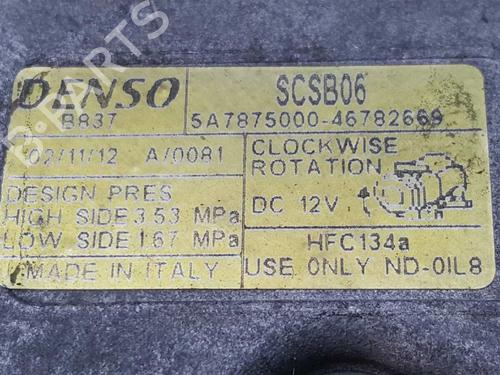 DENSO
B837
SCSB06
5A7875000-46782669
02/11/12 A/0081
CLOCKWISE
ROTATION
DESIGN PRES
HIGH SIDE 3.53 MPa
LOW SIDE 1.67 MPa
DC 12V
HFC134a
MADE IN ITALY
USE ONLY ND-OIL8
B-PARTS